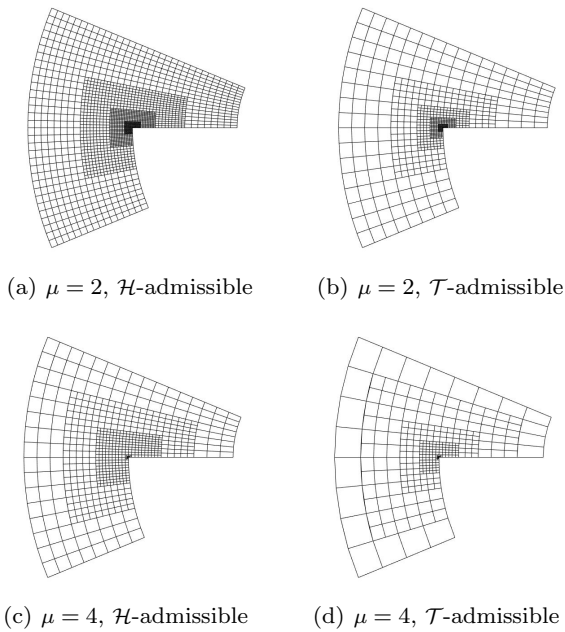 (a) μ = 2, ℋ-admissible
(b) μ = 2, 𝒯-admissible
(c) μ = 4, ℋ-admissible
(d) μ = 4, 𝒯-admissible